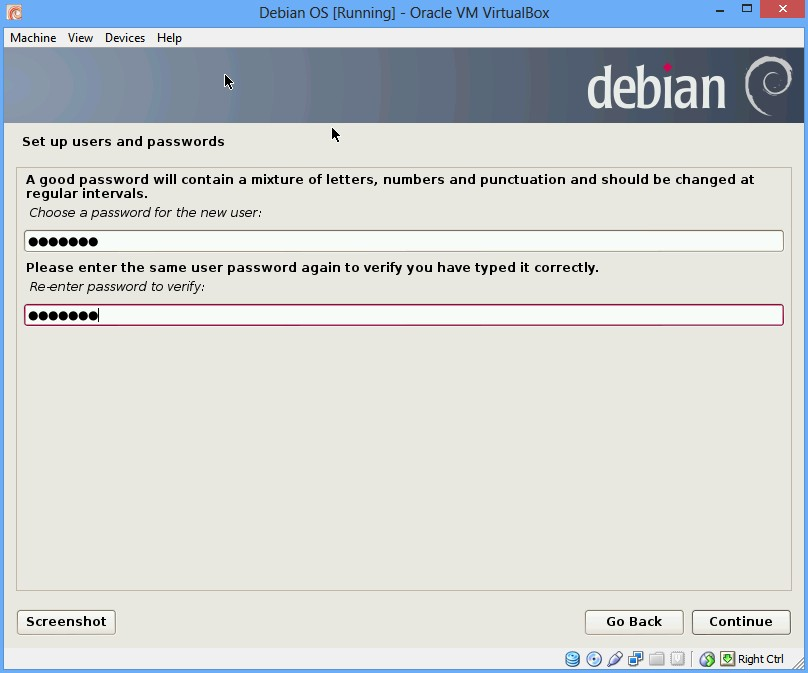 Debian OS [Running] - Oracle VM VirtualBox
Machine View Devices Help
debian
Set up users and passwords
A good password will contain a mixture of letters, numbers and punctuation and should be changed at
regular intervals.
Choose a password for the new user:
●●●●●●●
Please enter the same user password again to verify you have typed it correctly.
Re-enter password to verify:
●●●●●●●
Screenshot Go Back Continue
Right Ctrl